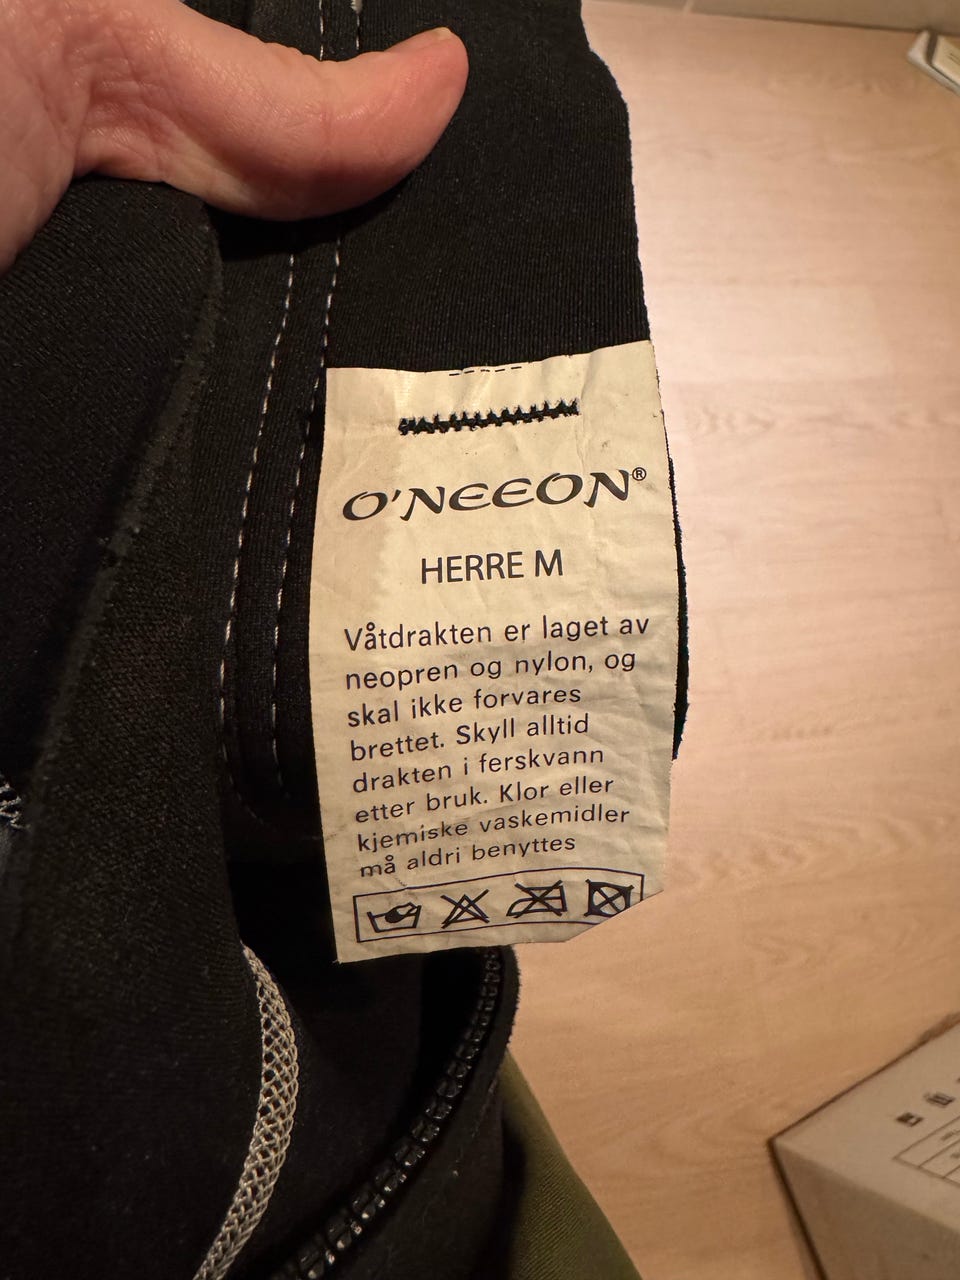 O'NEEON®
HERRE M
Våtdrakten er laget av
neopren og nylon, og
skal ikke forvares
brettet. Skyll alltid
drakten i ferskvann
etter bruk. Klor eller
kjemiske vaskemidler
må aldri benyttes